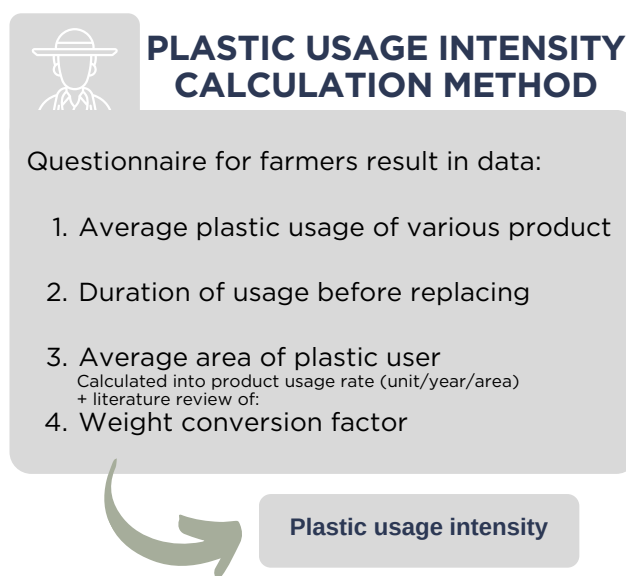 PLASTIC USAGE INTENSITY
CALCULATION METHOD
Questionnaire for farmers result in data:
1. Average plastic usage of various product
2. Duration of usage before replacing
3. Average area of plastic user
Calculated into product usage rate (unit/year/area)
+ literature review of:
4. Weight conversion factor
Plastic usage intensity